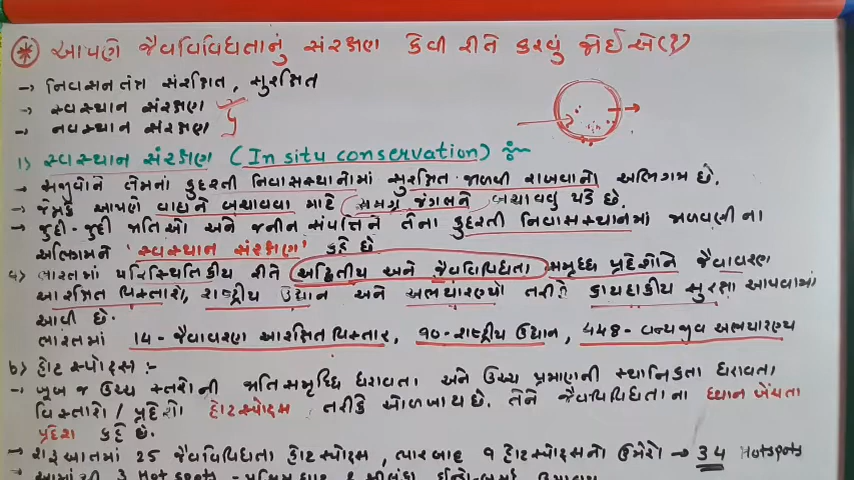 * આપણે જૈવવિવિધતાનું સંરક્ષણ કેવી રીતે કરવું જોઈએ(?)
→ નિવાસનતંત્ર સંરક્ષિત, સુરક્ષિત
→ સ્વસ્થાન સંરક્ષણ
→ નવસ્થાન સંરક્ષણ
1) સ્વસ્થાન સંરક્ષણ (In situ conservation)
→ સજીવોને તેમનાં કુદરતી નિવાસસ્થાનોમાં સુરક્ષિત જાળવી રાખવાનો અભિગમ છે.
→ જેમકે આપણે વાઘને બચાવવા માટે સમગ્ર જંગલને બચાવવું પડે છે.
→ જુદી-જુદી જાતિઓ અને જનીન સંપત્તિને તેના કુદરતી નિવાસસ્થાનમાં જાળવણીના
અભિગમને 'સ્વસ્થાન સંરક્ષણ' કહે છે
a) ભારતમાં પરિસ્થિતિકીય રીતે અદ્વિતીય અને જૈવવિવિધતા સમૃદ્ધ પ્રદેશોને જૈવાવરણ
આરક્ષિત વિસ્તારો, રાષ્ટ્રીય ઉદ્યાન અને અભયારણ્યો તરીકે કાયદાકીય સુરક્ષા આપવામાં
આવી છે.
ભારતમાં 14-જૈવાવરણ આરક્ષિત વિસ્તાર, ૧૦-રાષ્ટ્રીય ઉદ્યાન, 448-વન્યજીવ અભયારણ્ય
b) હોટ સ્પોટ્સ :-
→ ખૂબ જ ઉચ્ચ સ્તરોની જાતિસમૃદ્ધિ ધરાવતા અને ઉચ્ચ પ્રમાણની સ્થાનિકતા ધરાવતા
વિસ્તારો/પ્રદેશો હોટસ્પોટ્સ તરીકે ઓળખાય છે. તેને જૈવવિવિધતાના ધ્યાન ખેંચતા
પ્રદેશ કહે છે.
→ શરૂઆતમાં 25 જૈવવિવિધતા હોટસ્પોટ્સ, ત્યારબાદ ૧ હોટસ્પોટ્સનો ઉમેરો → 34 Hotspots
→ 3 Hot spots -